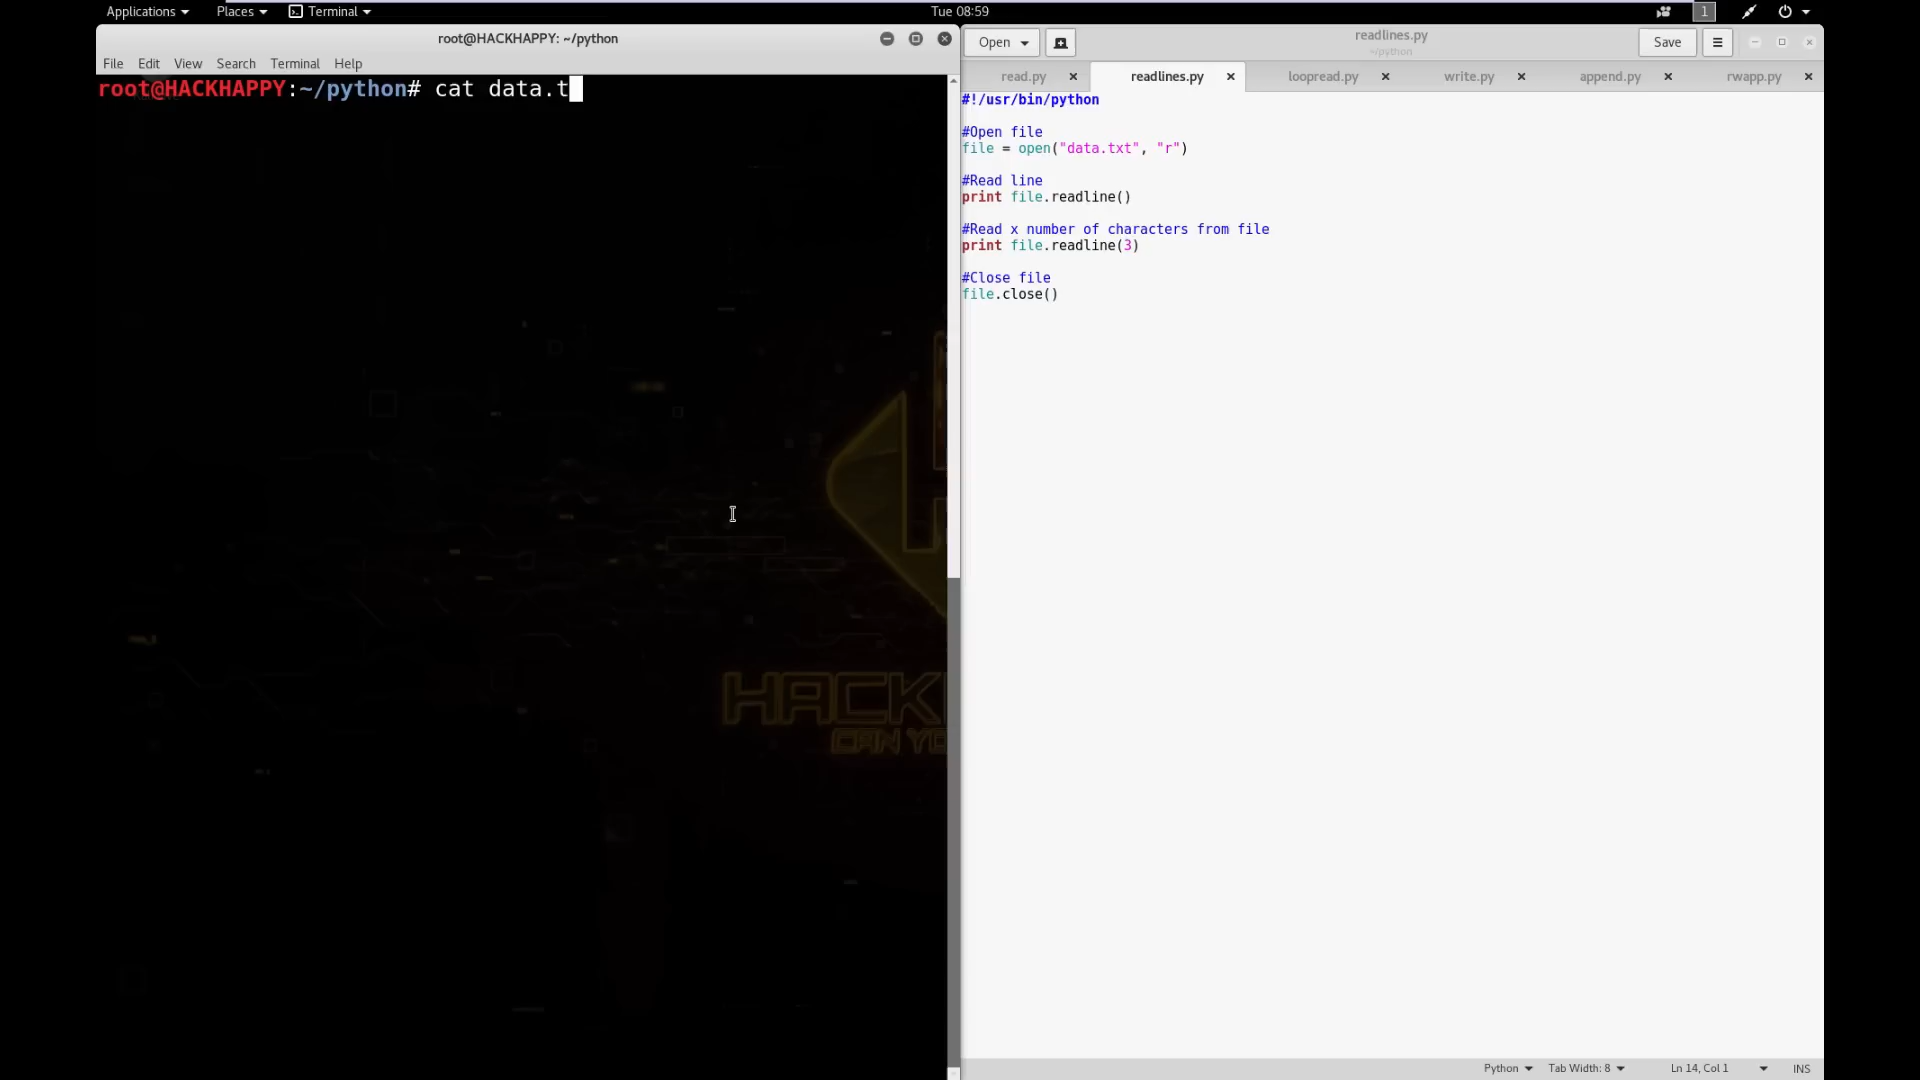 Applications Places Terminal Tue 08:59 1
root@HACKHAPPY: ~/python
File Edit View Search Terminal Help
root@HACKHAPPY:~/python# cat data.t
HACK
CAN YO
Open readlines.py Save
~/python
read.py readlines.py loopread.py write.py append.py rwapp.py
#!/usr/bin/python
#Open file
file = open("data.txt", "r")
#Read line
print file.readline()
#Read x number of characters from file
print file.readline(3)
#Close file
file.close()
Python Tab Width: 8 Ln 14, Col 1 INS